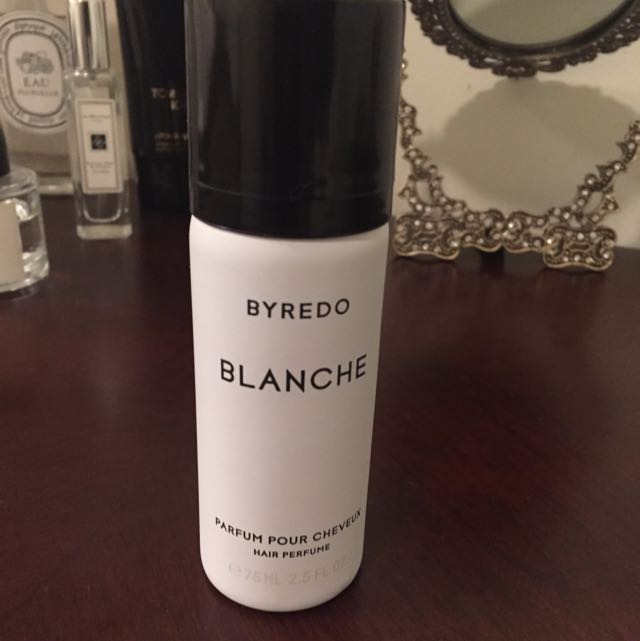 BYREDO
BLANCHE
PARFUM POUR CHEVEUX
HAIR PERFUME
℮75ML 2.5 FL OZ
EAU